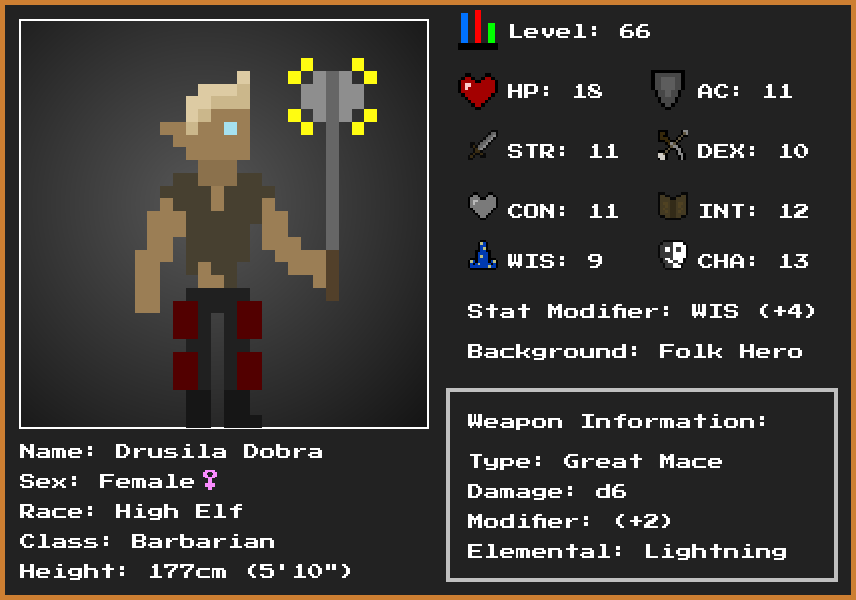 Level: 66
HP: 18 AC: 11
STR: 11 DEX: 10
CON: 11 INT: 12
WIS: 9 CHA: 13
Stat Modifier: WIS (+4)
Background: Folk Hero
Weapon Information:
Type: Great Mace
Damage: d6
Modifier: (+2)
Elemental: Lightning
Name: Drusila Dobra
Sex: Female♀
Race: High Elf
Class: Barbarian
Height: 177cm (5'10")